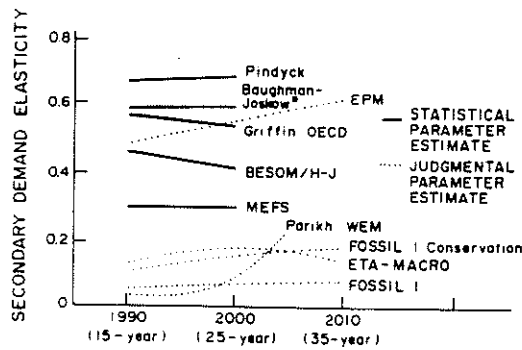 SECONDARY DEMAND ELASTICITY
0.8
0.6
0.4
0.2
0
Pindyck
Baughman-
Joskow*
EPM
Griffin OECD
BESOM/H-J
MEFS
Parikh WEM
FOSSIL 1 Conservation
ETA-MACRO
FOSSIL 1
STATISTICAL
PARAMETER
ESTIMATE
JUDGMENTAL
PARAMETER
ESTIMATE
1990 2000 2010
(15-year) (25-year) (35-year)